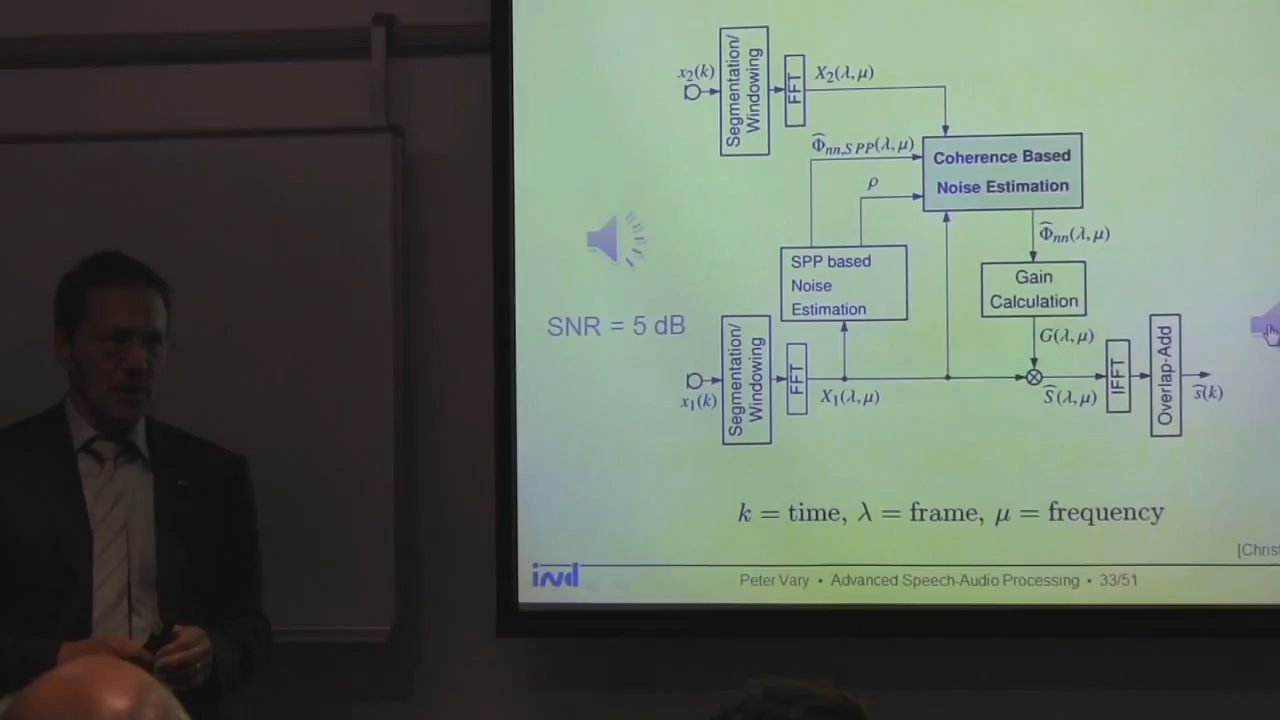 x₂(k)
Segmentation/
Windowing
FFT
X₂(λ, μ)
Φ̂nn,SPP(λ, μ)
ρ
Coherence Based
Noise Estimation
Φ̂nn(λ, μ)
SPP based
Noise
Estimation
Gain
Calculation
G(λ, μ)
SNR = 5 dB
x₁(k)
Segmentation/
Windowing
FFT
X₁(λ, μ)
Ŝ(λ, μ)
IFFT
Overlap-Add
ŝ(k)
k = time, λ = frame, μ = frequency
[Christ
ind
Peter Vary • Advanced Speech-Audio Processing • 33/51